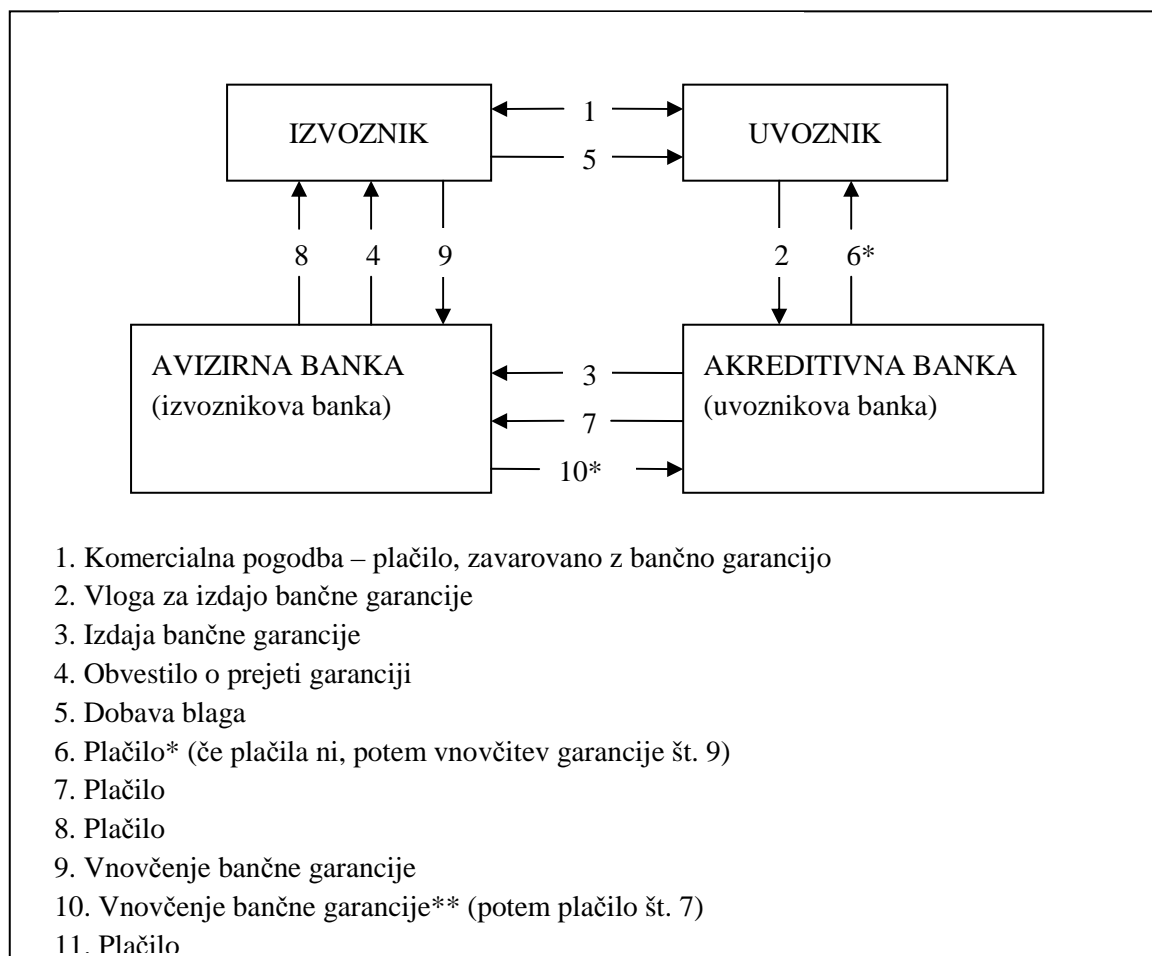 IZVOZNIK
1
UVOZNIK
5
8
4
9
2
6*
AVIZIRNA BANKA
(izvoznikova banka)
3
7
10*
AKREDITIVNA BANKA
(uvoznikova banka)
1. Komercialna pogodba – plačilo, zavarovano z bančno garancijo
2. Vloga za izdajo bančne garancije
3. Izdaja bančne garancije
4. Obvestilo o prejeti garanciji
5. Dobava blaga
6. Plačilo* (če plačila ni, potem vnovčitev garancije št. 9)
7. Plačilo
8. Plačilo
9. Vnovčenje bančne garancije
10. Vnovčenje bančne garancije** (potem plačilo št. 7)
11. Plačilo